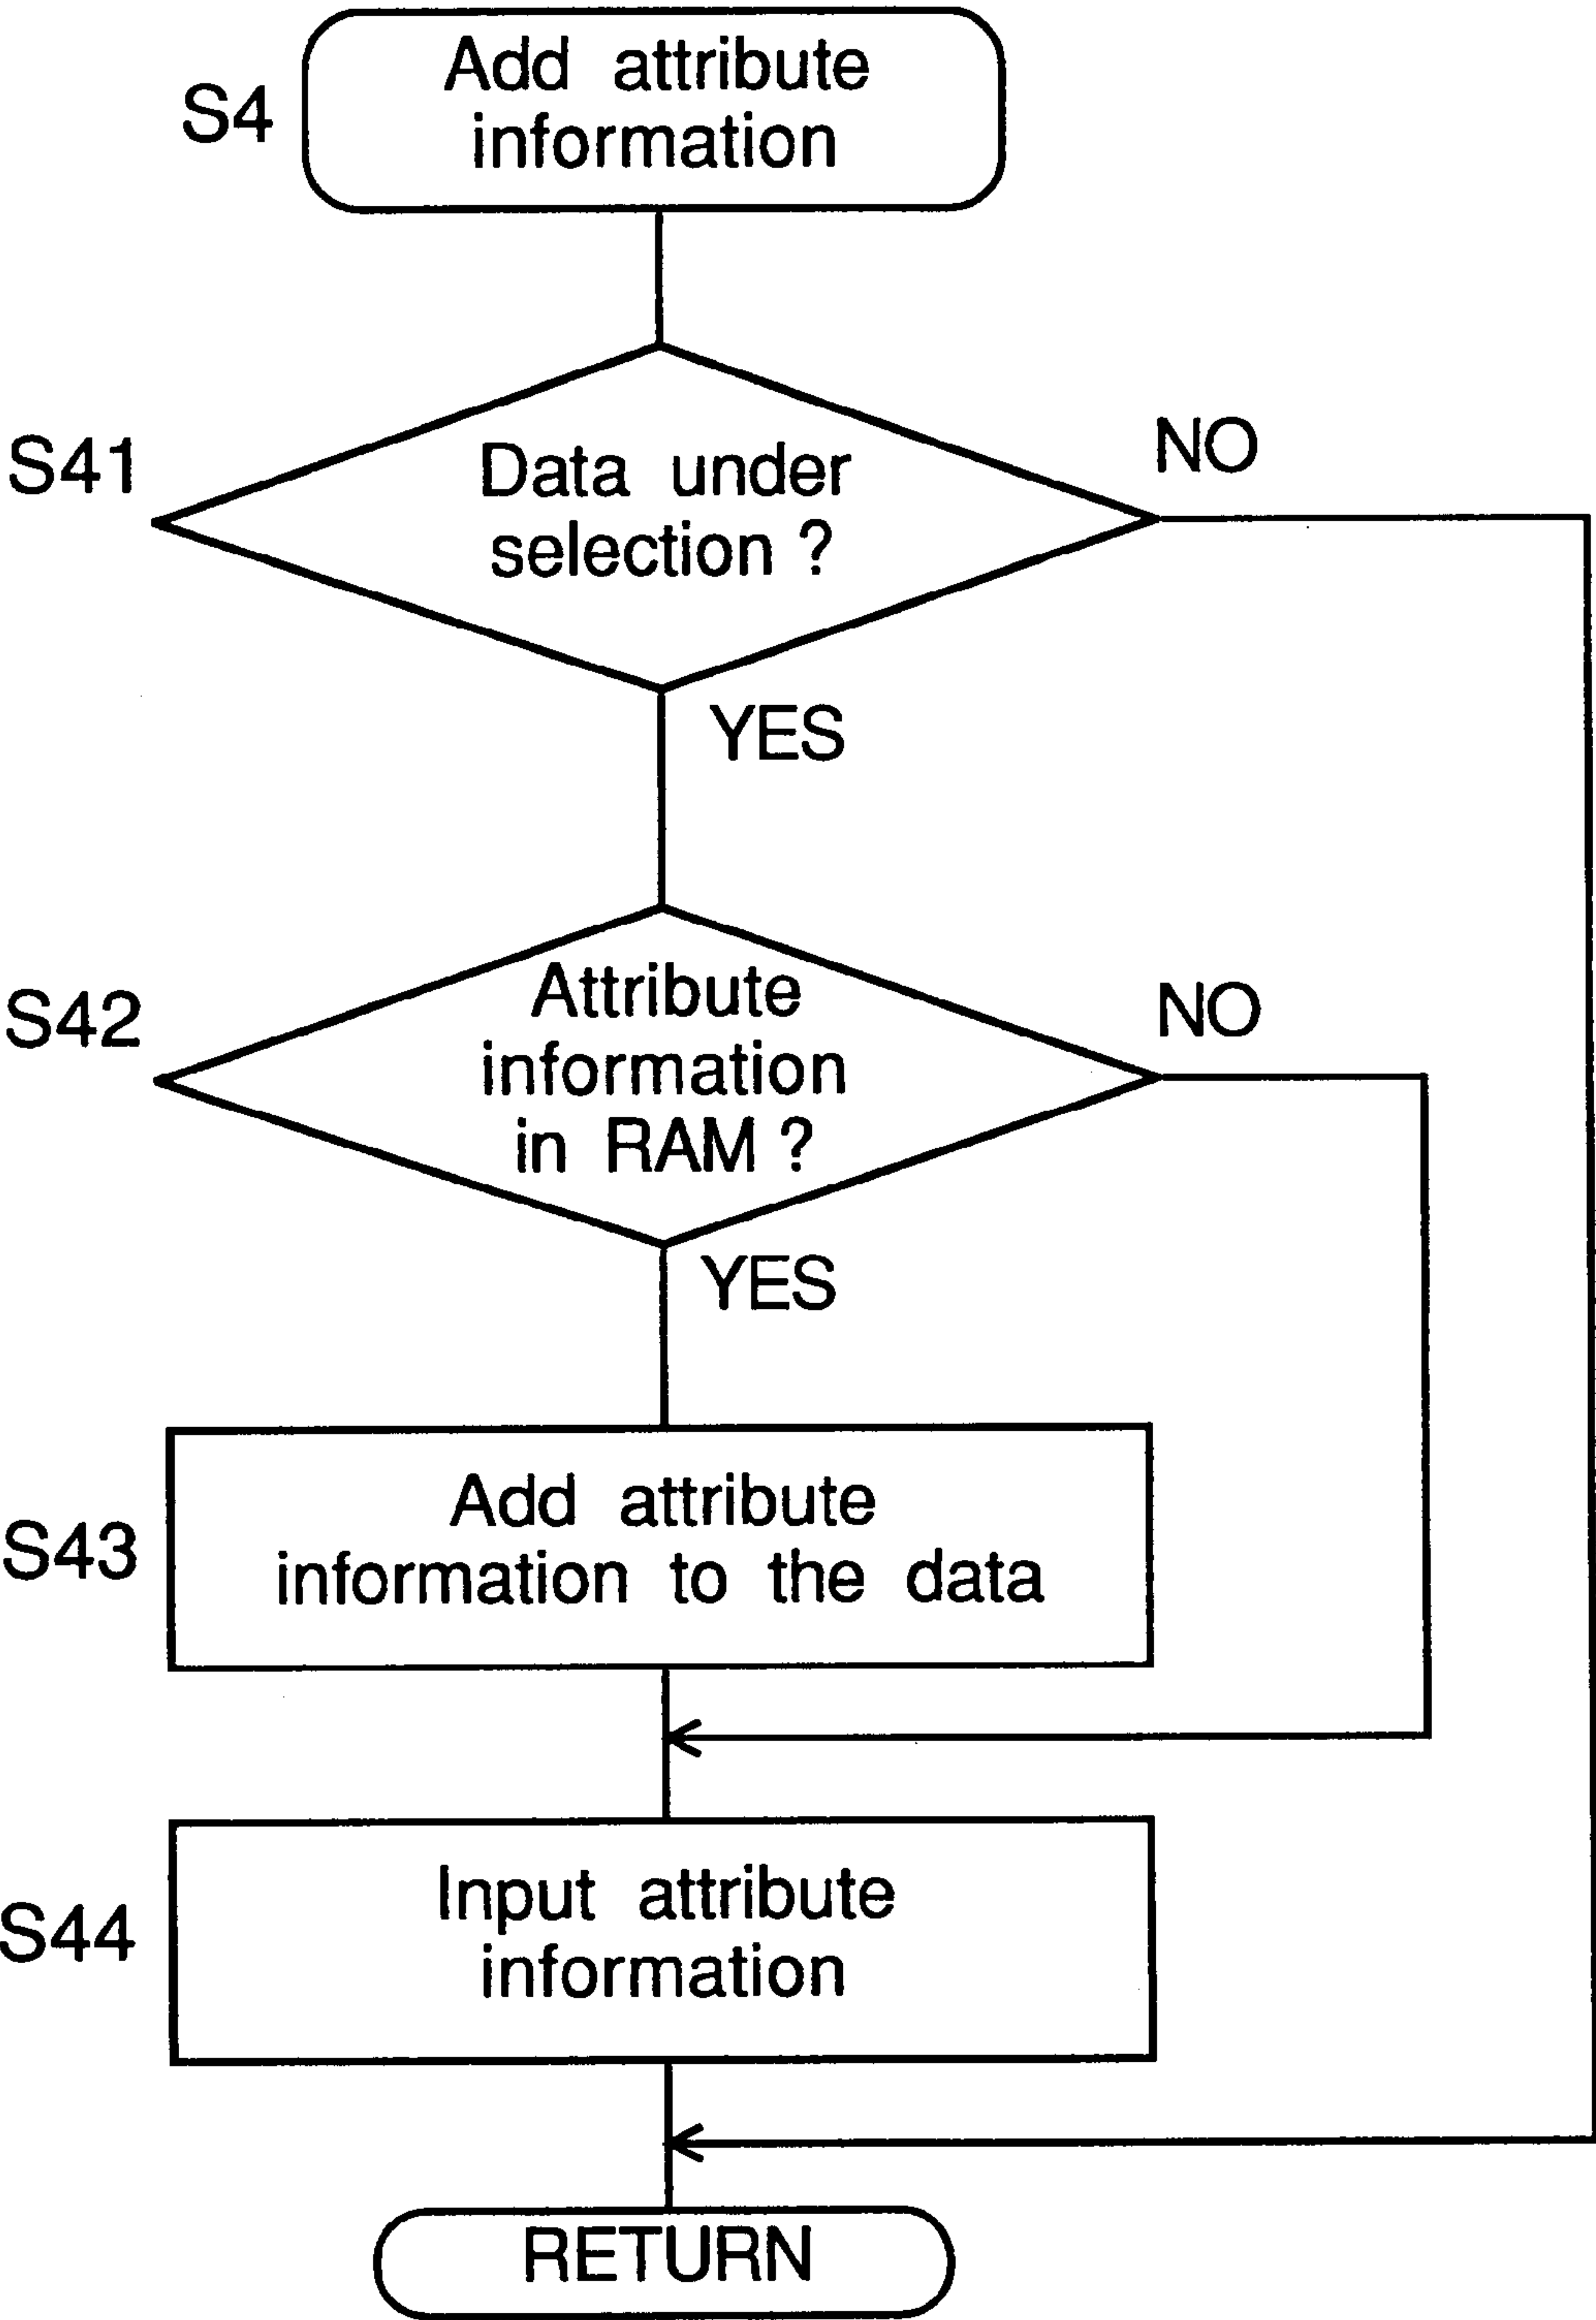 S4
Add attribute
information
S41
Data under
selection ?
NO
YES
S42
Attribute
information
in RAM ?
NO
YES
S43
Add attribute
information to the data
S44
Input attribute
information
RETURN